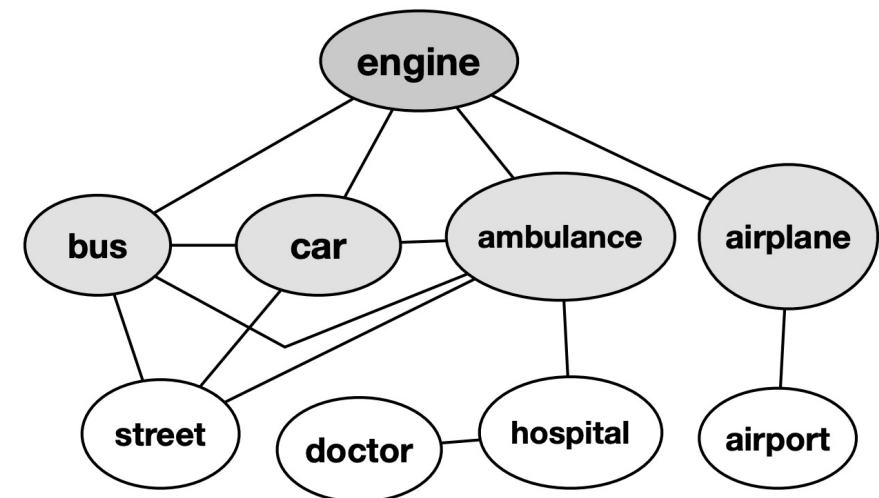 engine
bus
car
ambulance
airplane
street
doctor
hospital
airport